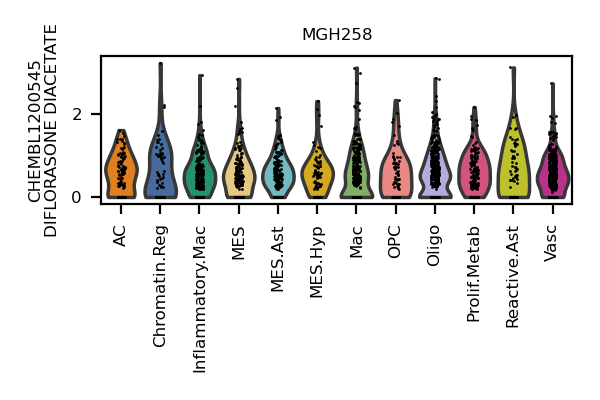 MGH258
CHEMBL1200545
DIFLORASONE DIACETATE
2
0
AC
Chromatin.Reg
Inflammatory.Mac
MES
MES.Ast
MES.Hyp
Mac
OPC
Oligo
Prolif.Metab
Reactive.Ast
Vasc